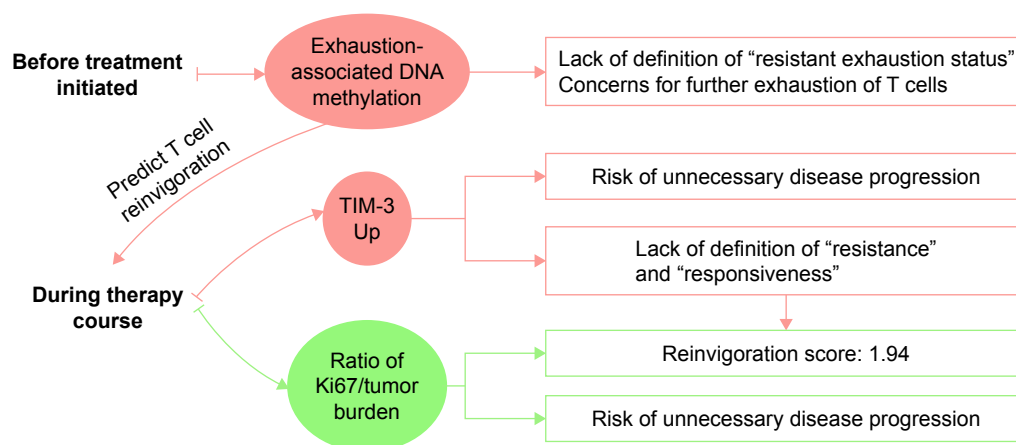 Before treatment
initiated
Exhaustion-
associated DNA
methylation
Lack of definition of “resistant exhaustion status”
Concerns for further exhaustion of T cells
Predict T cell
reinvigoration
TIM-3
Up
Risk of unnecessary disease progression
Lack of definition of “resistance”
and “responsiveness”
During therapy
course
Ratio of
Ki67/tumor
burden
Reinvigoration score: 1.94
Risk of unnecessary disease progression